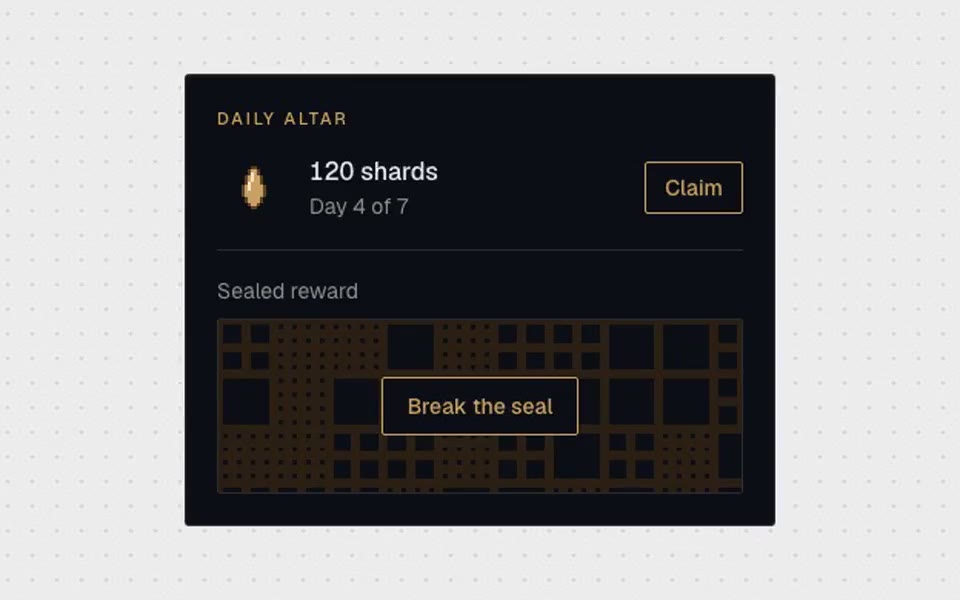 DAILY ALTAR
120 shards
Day 4 of 7
Claim
Sealed reward
Break the seal